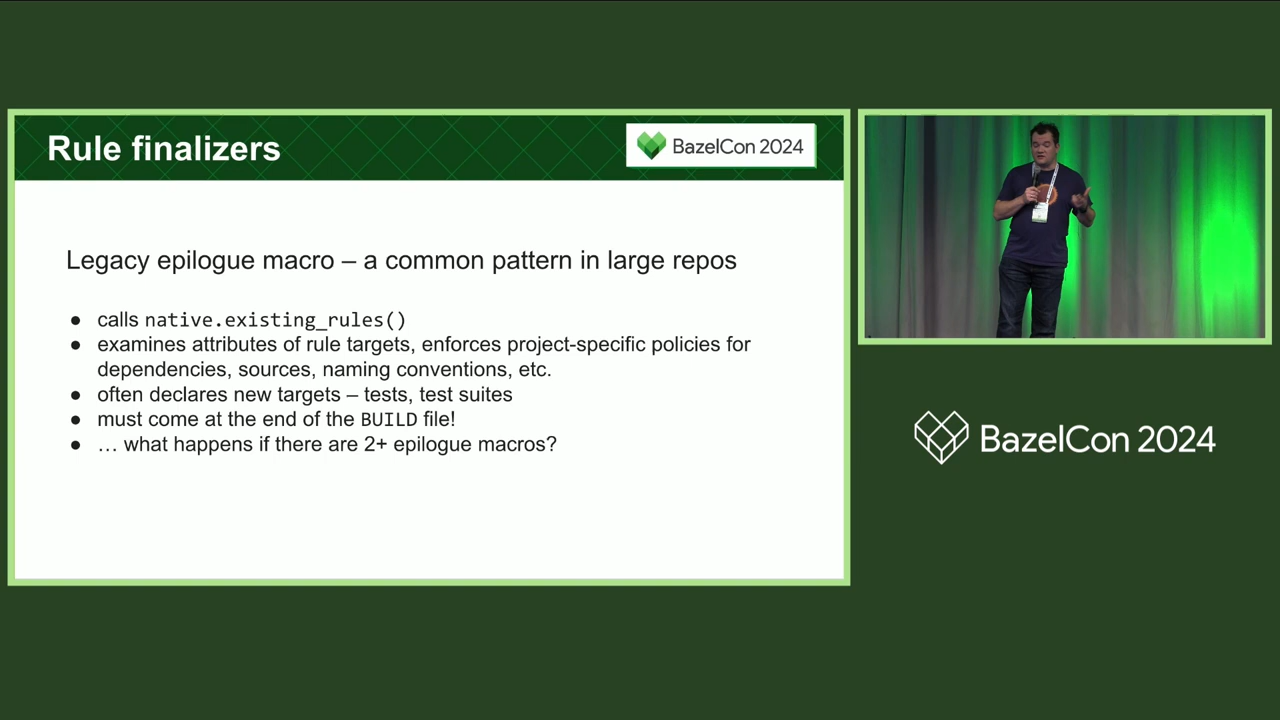 Rule finalizers
BazelCon 2024
Legacy epilogue macro – a common pattern in large repos
● calls native.existing_rules()
● examines attributes of rule targets, enforces project-specific policies for
dependencies, sources, naming conventions, etc.
● often declares new targets – tests, test suites
● must come at the end of the BUILD file!
● … what happens if there are 2+ epilogue macros?
BazelCon 2024